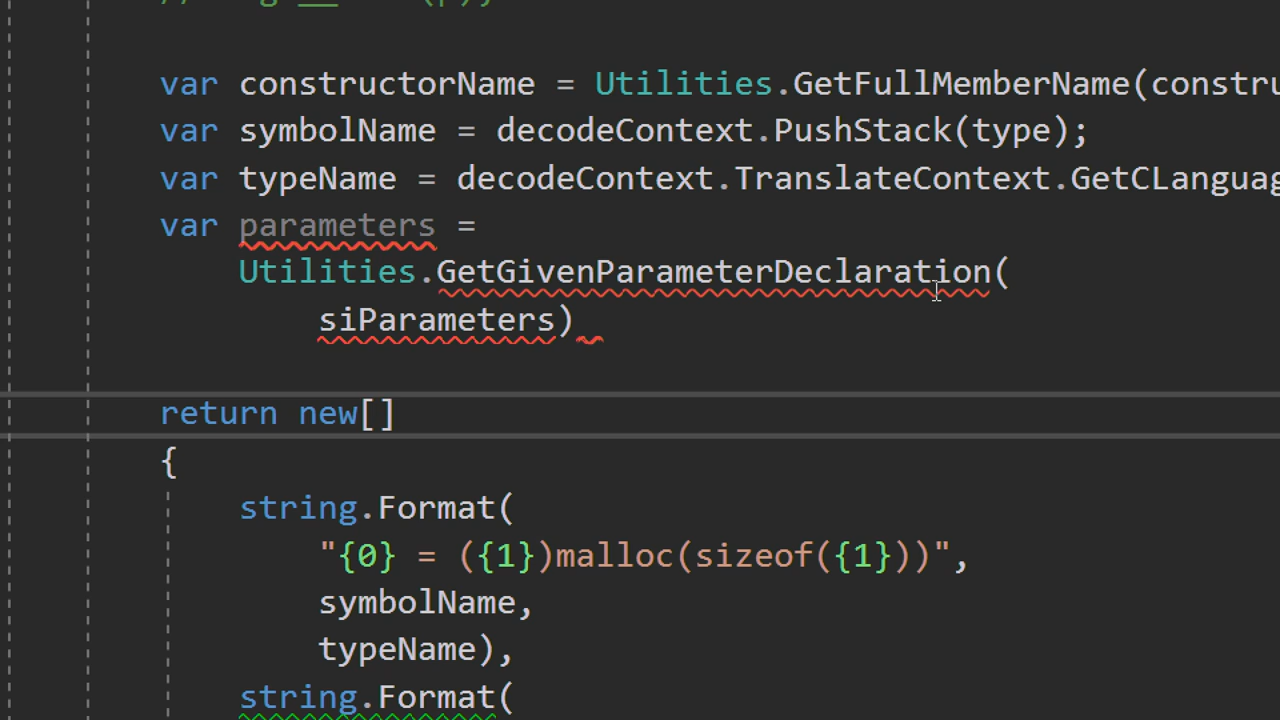 var constructorName = Utilities.GetFullMemberName(constru
var symbolName = decodeContext.PushStack(type);
var typeName = decodeContext.TranslateContext.GetCLanguag
var parameters =
Utilities.GetGivenParameterDeclaration(
siParameters)
return new[]
{
string.Format(
"{0} = ({1})malloc(sizeof({1}))",
symbolName,
typeName),
string.Format(